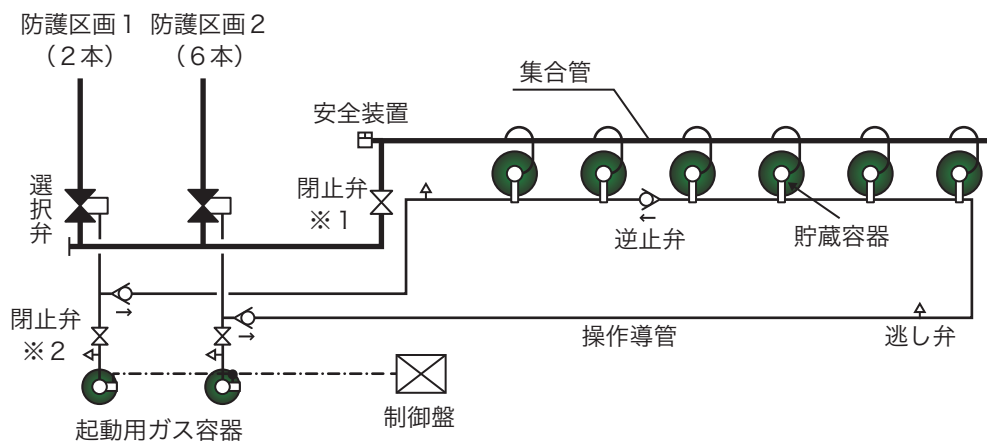 防護区画1
（2本）
防護区画2
（6本）
集合管
安全装置
選択弁
閉止弁
※1
逆止弁
貯蔵容器
閉止弁
※2
操作導管
逃し弁
制御盤
起動用ガス容器